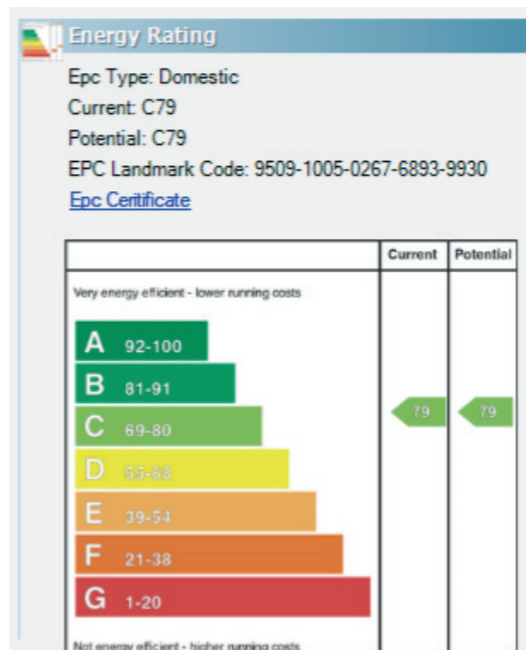 Energy Rating
Epc Type: Domestic
Current: C79
Potential: C79
EPC Landmark Code: 9509-1005-0267-6893-9930
Epc Ceritificate
Current Potential
Very energy efficient - lower running costs
A 92-100
B 81-91
C 69-80 79 79
D 55-68
E 39-54
F 21-38
G 1-20
Not energy efficient - higher running costs